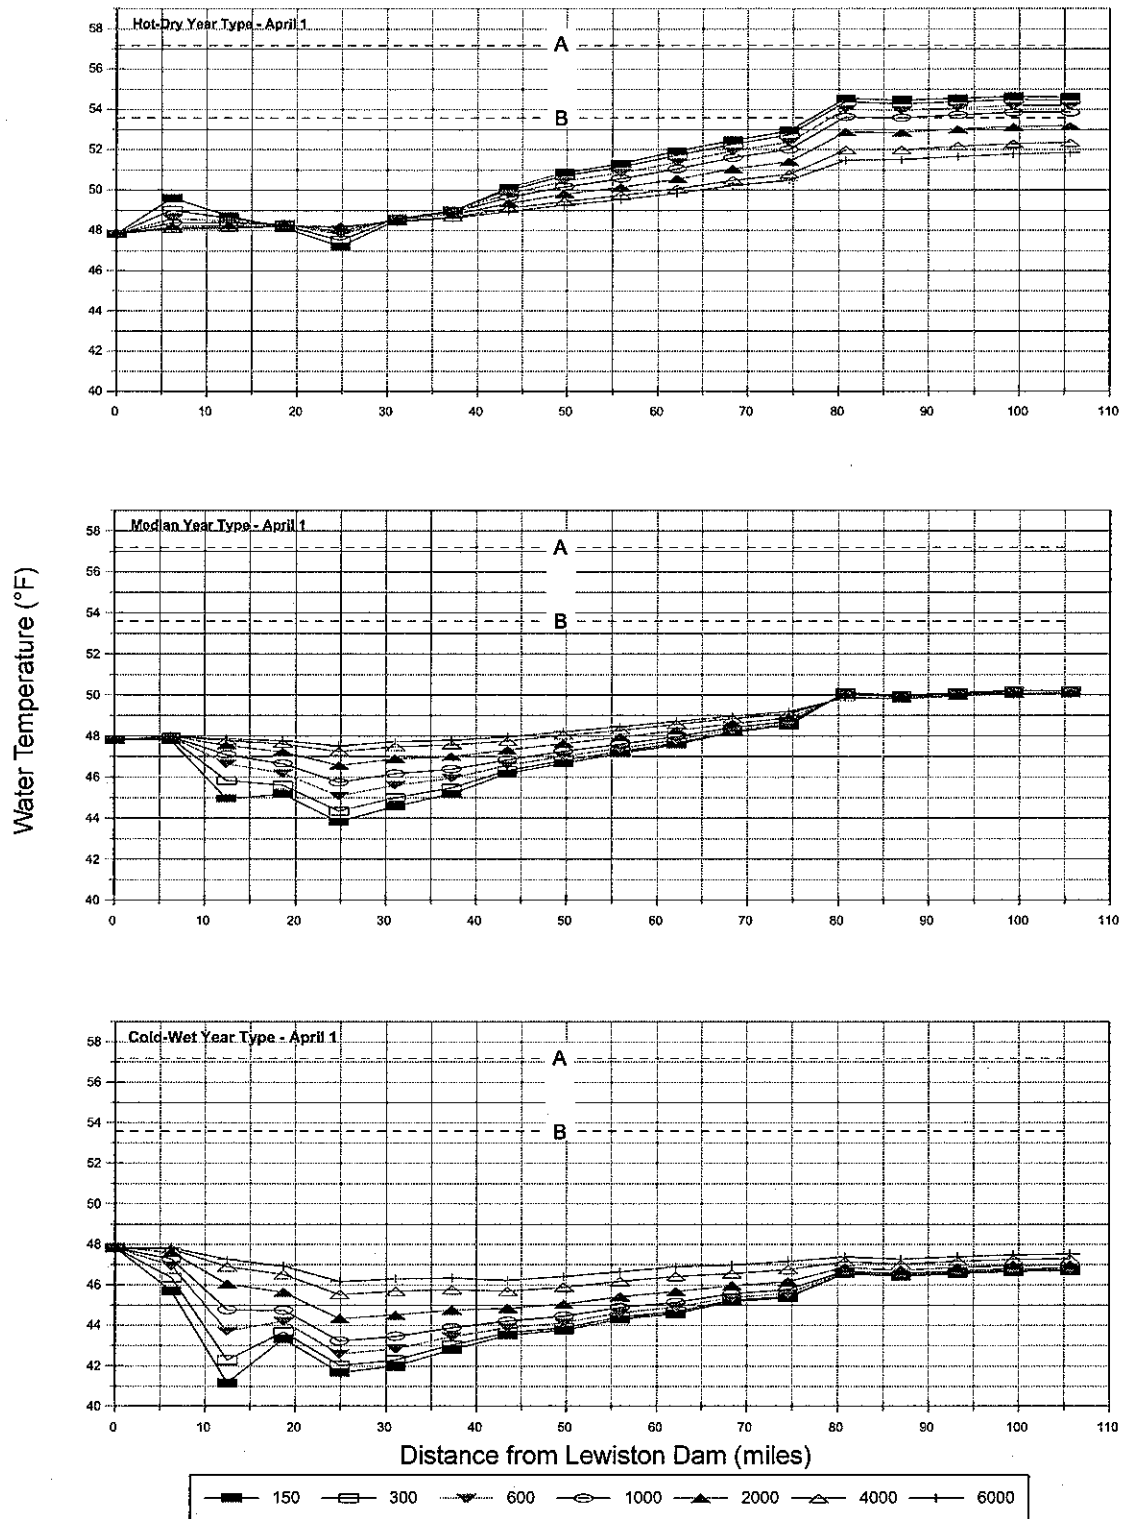 Hot-Dry Year Type - April 1
A
B
58
56
54
52
50
48
46
44
42
40
0 10 20 30 40 50 60 70 80 90 100 110
Median Year Type - April 1
A
B
58
56
54
52
50
48
46
44
42
40
0 10 20 30 40 50 60 70 80 90 100 110
Water Temperature (°F)
Cold-Wet Year Type - April 1
A
B
58
56
54
52
50
48
46
44
42
40
0 10 20 30 40 50 60 70 80 90 100 110
Distance from Lewiston Dam (miles)
150 300 600 1000 2000 4000 6000